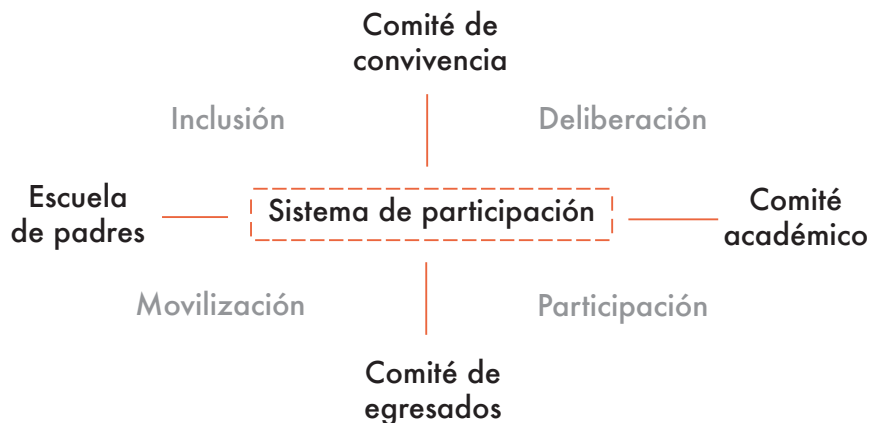 Comité de
convivencia
Inclusión
Deliberación
Escuela
de padres
Sistema de participación
Comité
académico
Movilización
Participación
Comité de
egresados